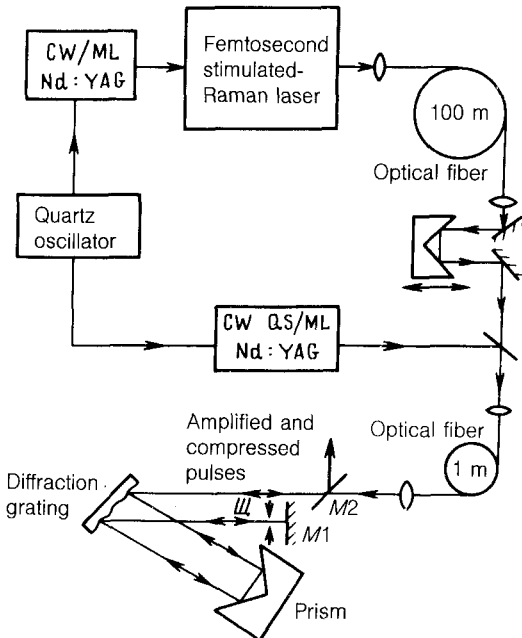 CW/ML
Nd:YAG
Femtosecond
stimulated-
Raman laser
100 m
Optical fiber
Quartz
oscillator
CW QS/ML
Nd:YAG
Amplified and
compressed
pulses
Optical fiber
1 m
Diffraction
grating
Щ
M2
M1
Prism